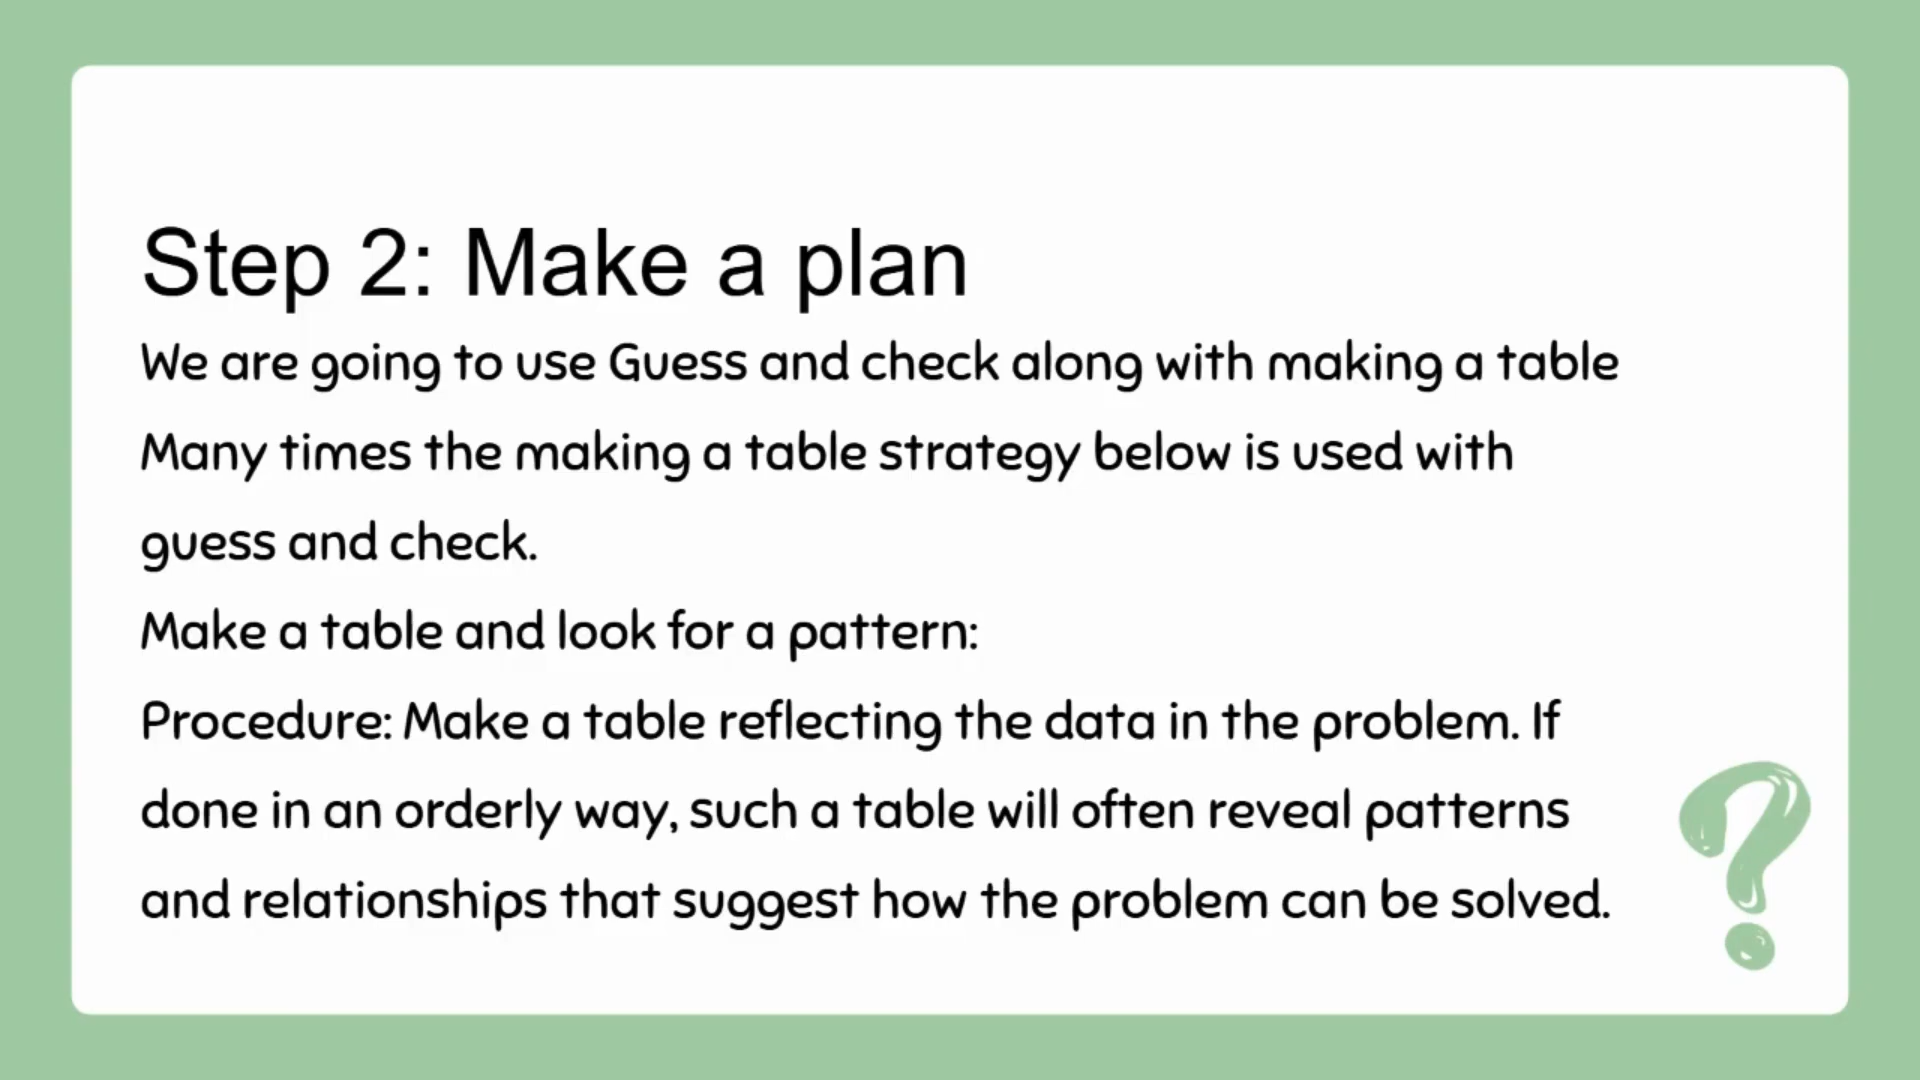 Step 2: Make a plan
We are going to use Guess and check along with making a table
Many times the making a table strategy below is used with
guess and check.
Make a table and look for a pattern:
Procedure: Make a table reflecting the data in the problem. If
done in an orderly way, such a table will often reveal patterns
and relationships that suggest how the problem can be solved.
?